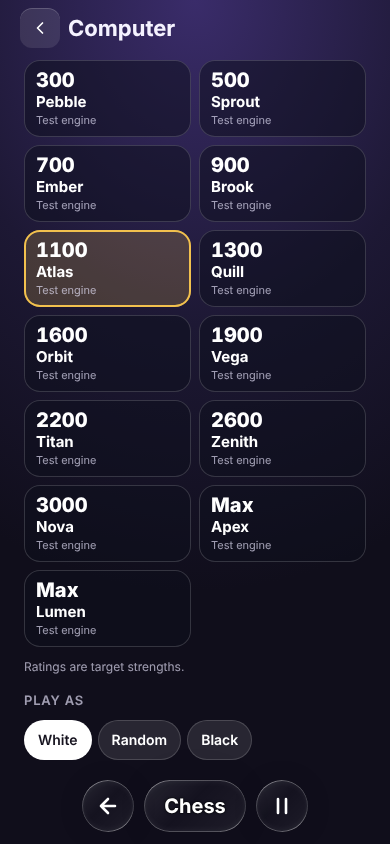 Computer
300
Pebble
Test engine
500
Sprout
Test engine
700
Ember
Test engine
900
Brook
Test engine
1100
Atlas
Test engine
1300
Quill
Test engine
1600
Orbit
Test engine
1900
Vega
Test engine
2200
Titan
Test engine
2600
Zenith
Test engine
3000
Nova
Test engine
Max
Apex
Test engine
Max
Lumen
Test engine
Ratings are target strengths.
PLAY AS
White
Random
Black
Chess